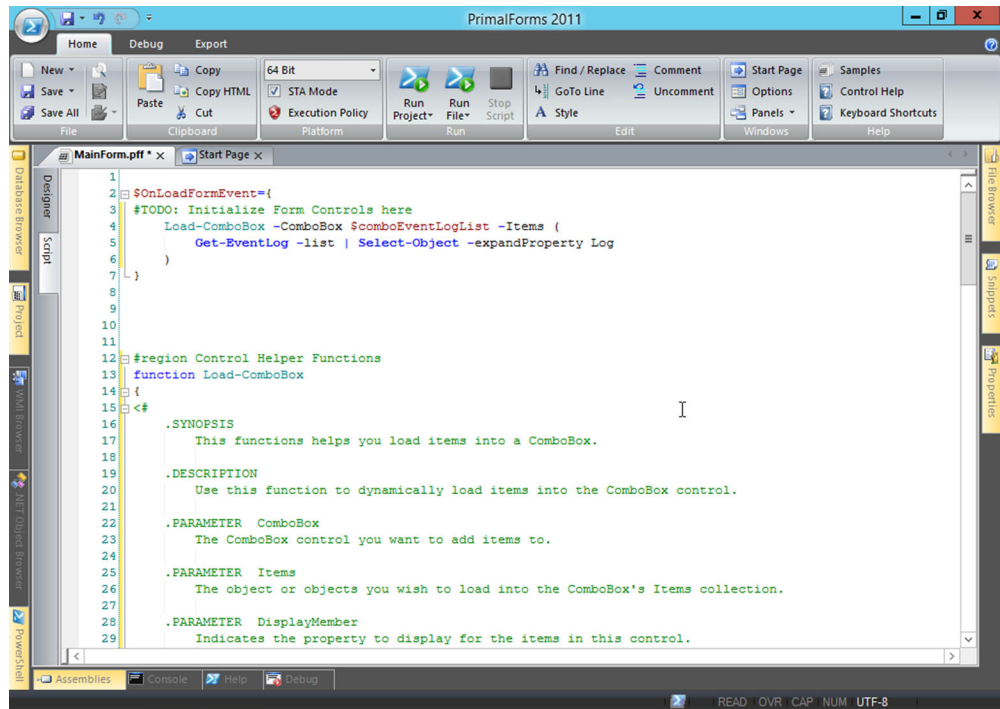 PrimalForms 2011
Home Debug Export
New Copy 64 Bit Find / Replace Comment Start Page Samples
Save Copy HTML STA Mode GoTo Line Uncomment Options Control Help
Save All Paste Cut Execution Policy Run Project Run File Stop Script Style Panels Keyboard Shortcuts
File Clipboard Platform Run Edit Windows Help
MainForm.pff * x Start Page x
Database Browser
Project
WMI Browser
.NET Object Browser
PowerShell
Designer
Script
1
2 $OnLoadFormEvent={
3 #TODO: Initialize Form Controls here
4 Load-ComboBox -ComboBox $comboEventLogList -Items (
5 Get-EventLog -list | Select-Object -expandProperty Log
6 )
7 }
8
9
10
11
12 #region Control Helper Functions
13 function Load-ComboBox
14 {
15 <#
16 .SYNOPSIS
17 This functions helps you load items into a ComboBox.
18
19 .DESCRIPTION
20 Use this function to dynamically load items into the ComboBox control.
21
22 .PARAMETER ComboBox
23 The ComboBox control you want to add items to.
24
25 .PARAMETER Items
26 The object or objects you wish to load into the ComboBox's Items collection.
27
28 .PARAMETER DisplayMember
29 Indicates the property to display for the items in this control.
File Browser
Snippets
Properties
Assemblies Console Help Debug
READ OVR CAP NUM UTF-8